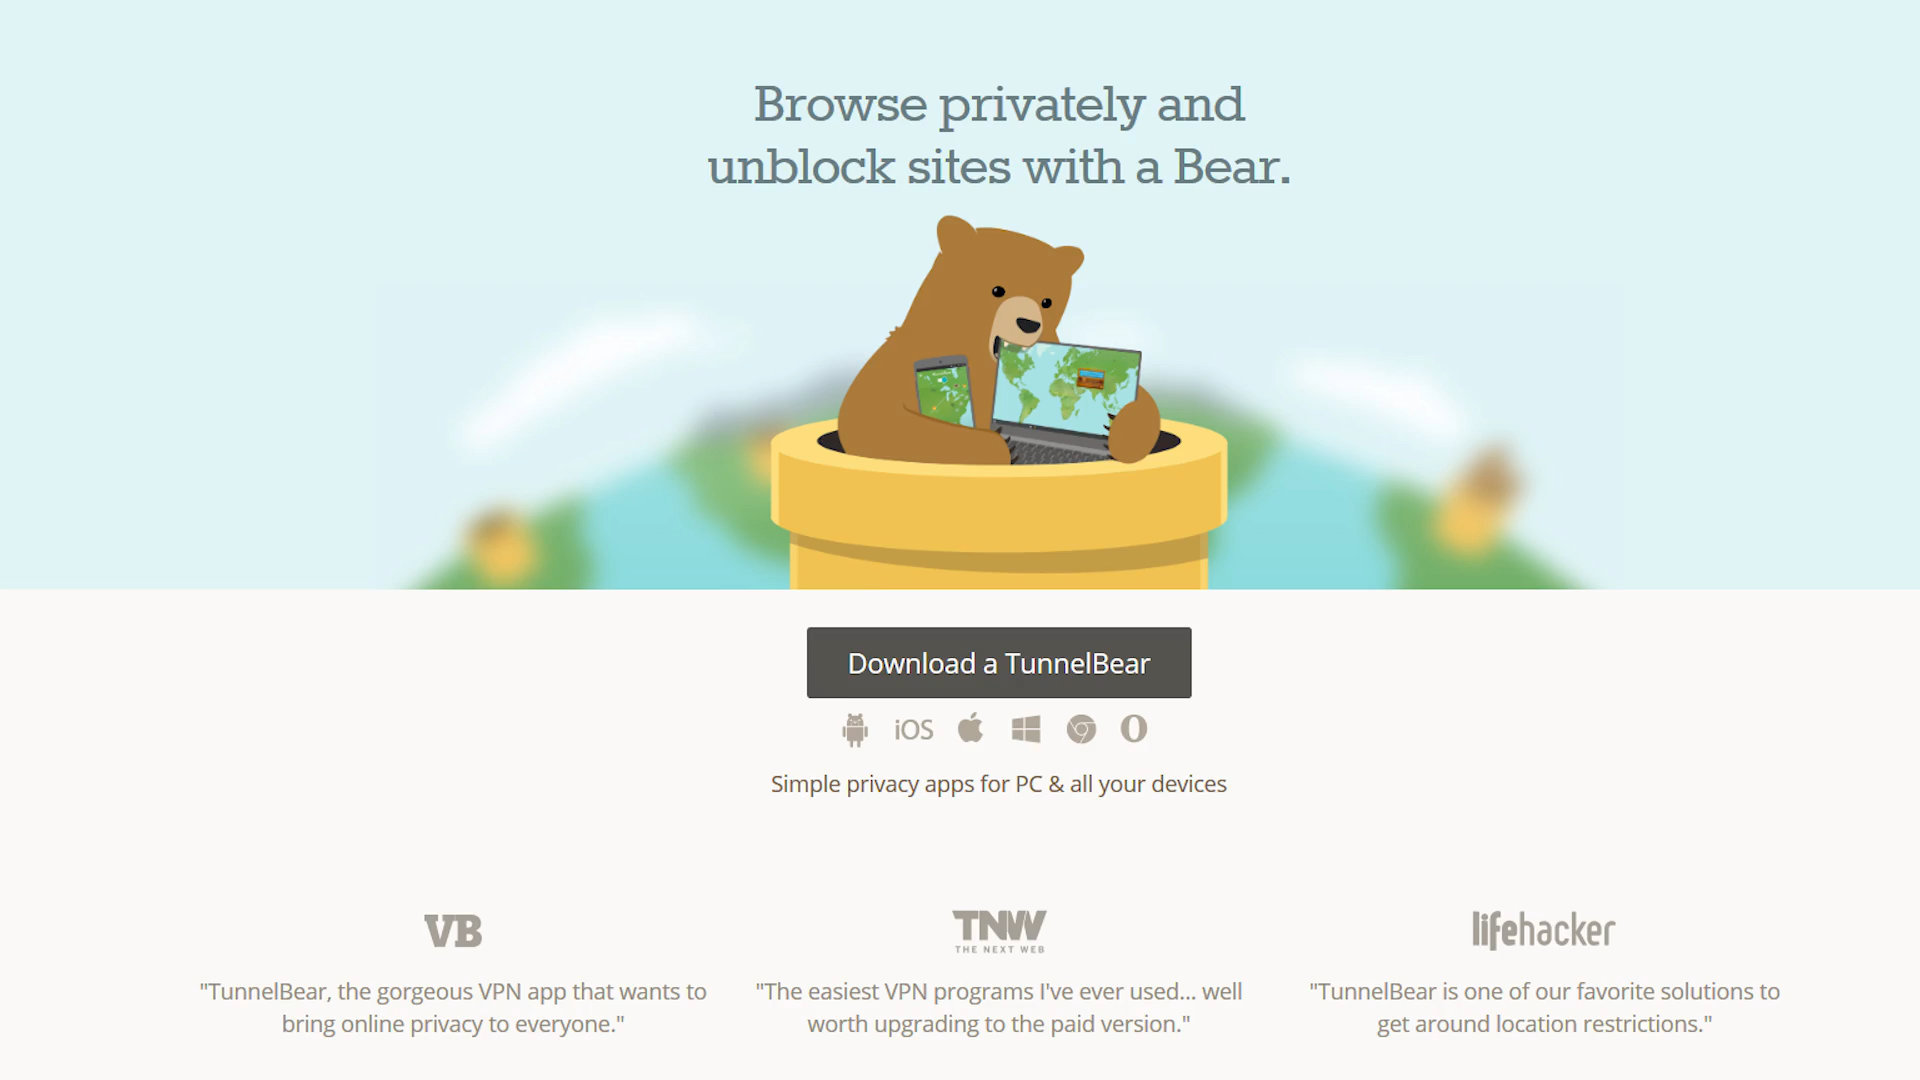 Browse privately and
unblock sites with a Bear.
Download a TunnelBear
iOS
Simple privacy apps for PC & all your devices
VB
"TunnelBear, the gorgeous VPN app that wants to
bring online privacy to everyone."
TNW
THE NEXT WEB
"The easiest VPN programs I've ever used... well
worth upgrading to the paid version."
lifehacker
"TunnelBear is one of our favorite solutions to
get around location restrictions."